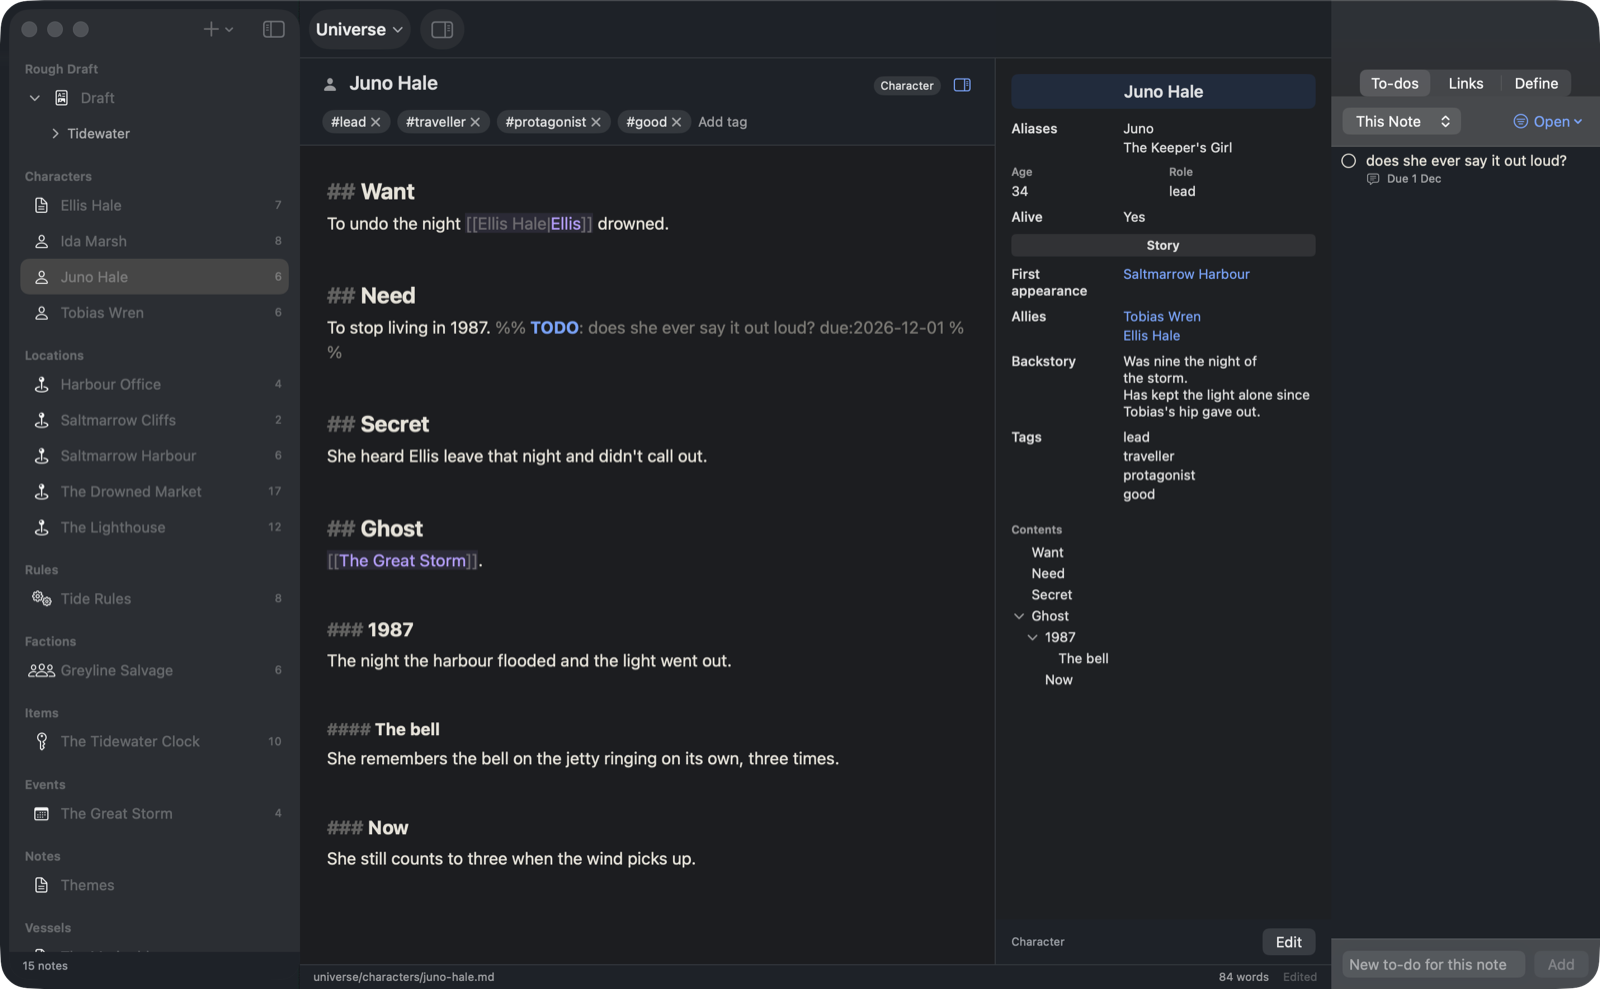 Rough Draft
Draft
Tidewater
Characters
Ellis Hale 7
Ida Marsh 8
Juno Hale 6
Tobias Wren 6
Locations
Harbour Office 4
Saltmarrow Cliffs 2
Saltmarrow Harbour 6
The Drowned Market 17
The Lighthouse 12
Rules
Tide Rules 8
Factions
Greyline Salvage 6
Items
The Tidewater Clock 10
Events
The Great Storm 4
Notes
Themes
Vessels
15 notes
Universe
Juno Hale
Character
#lead
#traveller
#protagonist
#good
Add tag
## Want
To undo the night [[Ellis Hale|Ellis]] drowned.
## Need
To stop living in 1987. %% TODO: does she ever say it out loud? due:2026-12-01 %
%
## Secret
She heard Ellis leave that night and didn't call out.
## Ghost
[[The Great Storm]].
### 1987
The night the harbour flooded and the light went out.
#### The bell
She remembers the bell on the jetty ringing on its own, three times.
### Now
She still counts to three when the wind picks up.
universe/characters/juno-hale.md
84 words
Edited
Juno Hale
Aliases
Juno
The Keeper's Girl
Age
34
Role
lead
Alive
Yes
Story
First
appearance
Saltmarrow Harbour
Allies
Tobias Wren
Ellis Hale
Backstory
Was nine the night of
the storm.
Has kept the light alone since
Tobias's hip gave out.
Tags
lead
traveller
protagonist
good
Contents
Want
Need
Secret
Ghost
1987
The bell
Now
Character
Edit
To-dos
Links
Define
This Note
Open
does she ever say it out loud?
Due 1 Dec
New to-do for this note
Add